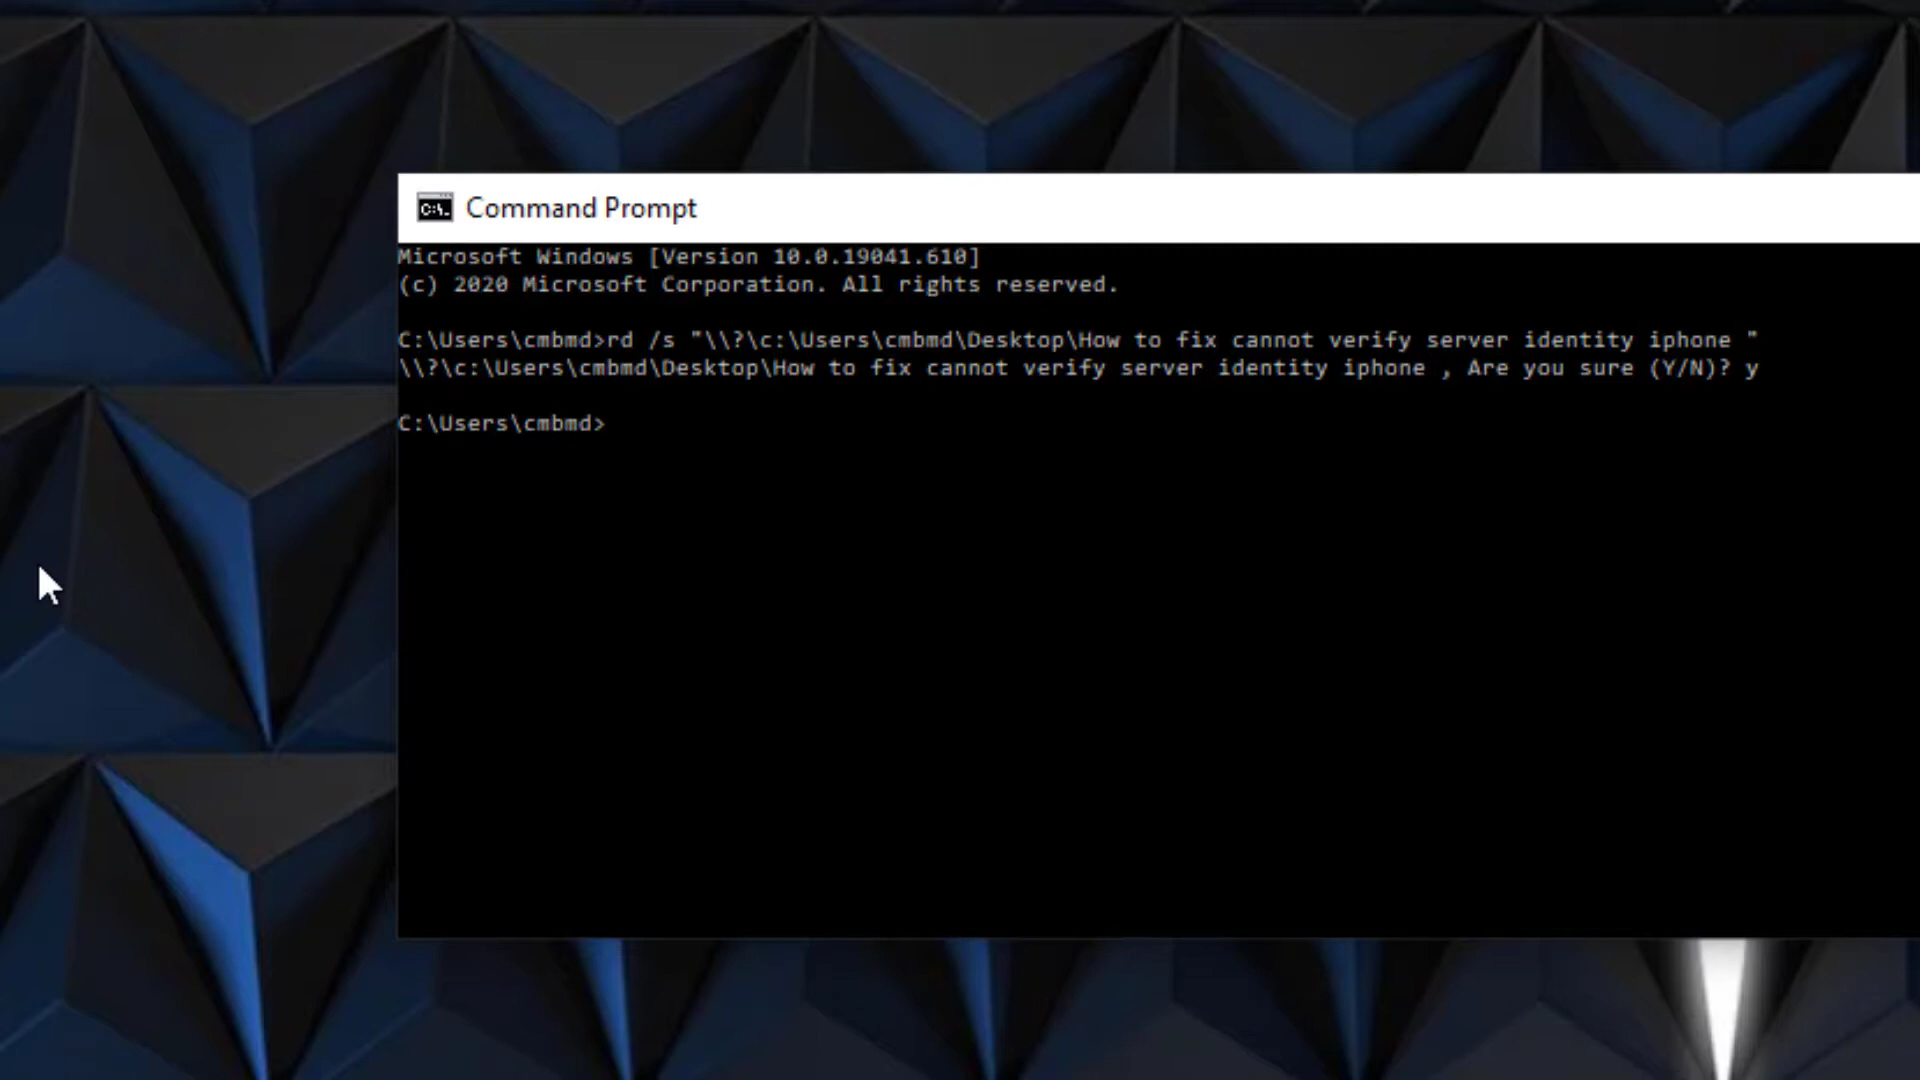 Command Prompt
Microsoft Windows [Version 10.0.19041.610]
(c) 2020 Microsoft Corporation. All rights reserved.
C:\Users\cmbmd>rd /s "\\?\c:\Users\cmbmd\Desktop\How to fix cannot verify server identity iphone "
\\?\c:\Users\cmbmd\Desktop\How to fix cannot verify server identity iphone , Are you sure (Y/N)? y
C:\Users\cmbmd>